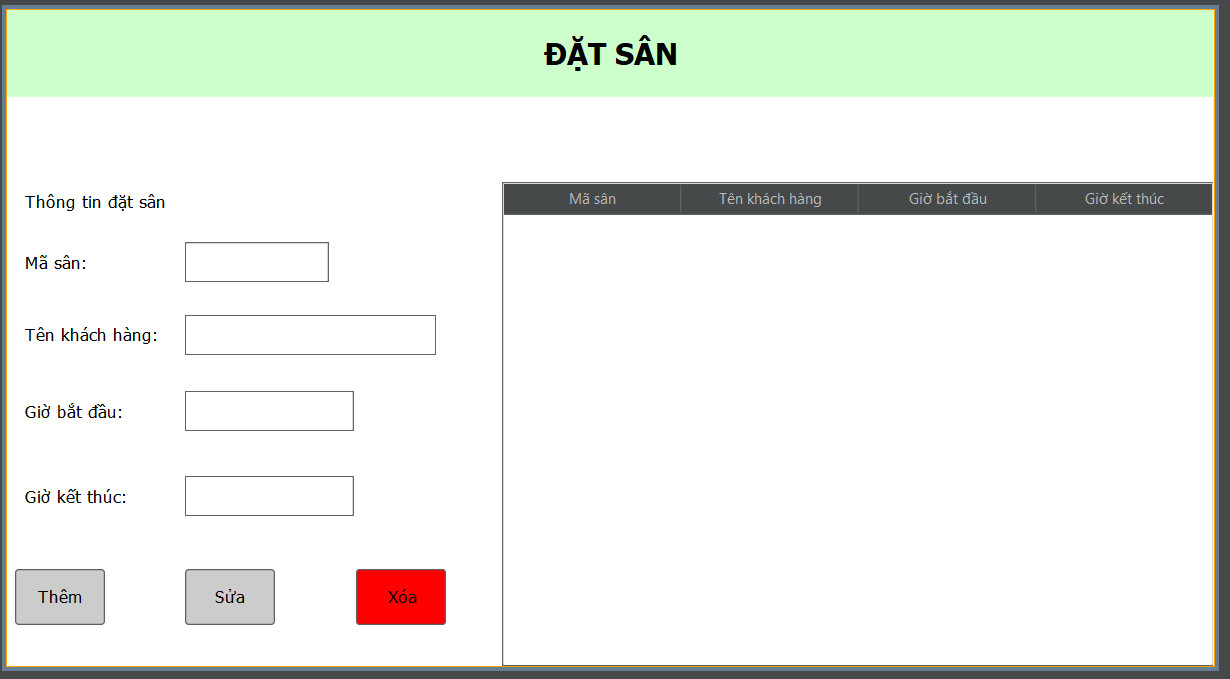 ĐẶT SÂN
Thông tin đặt sân
Mã sân:
Tên khách hàng:
Giờ bắt đầu:
Giờ kết thúc:
Thêm Sửa Xóa
Mã sân Tên khách hàng Giờ bắt đầu Giờ kết thúc